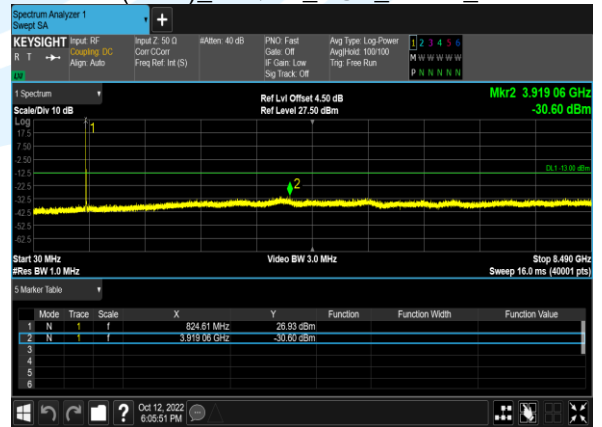 Spectrum Analyzer 1
Swept SA
+
KEYSIGHT Input: RF Input Z: 50 Ω #Atten: 40 dB PNO: Fast Avg Type: Log-Power 1 2 3 4 5 6
R T Coupling: DC Corr CCorr Gate: Off Avg|Hold: 100/100 M W W W W W
Align: Auto Freq Ref: Int (S) IF Gain: Low Trig: Free Run
LU Sig Track: Off P N N N N N
1 Spectrum Ref Lvl Offset 4.50 dB Mkr2 3.919 06 GHz
Scale/Div 10 dB Ref Level 27.50 dBm -30.60 dBm
Log
17.5
7.50
-2.50
-12.5
-22.5
-32.5
-42.5
-52.5
-62.5
1
DL1 -13.00 dBm
2
Start 30 MHz Video BW 3.0 MHz Stop 8.490 GHz
#Res BW 1.0 MHz Sweep 16.0 ms (40001 pts)
5 Marker Table
Mode Trace Scale X Y Function Function Width Function Value
1 N 1 f 824.61 MHz 26.93 dBm
2 N 1 f 3.919 06 GHz -30.60 dBm
3
4
5
6
? Oct 12, 2022
6:05:51 PM